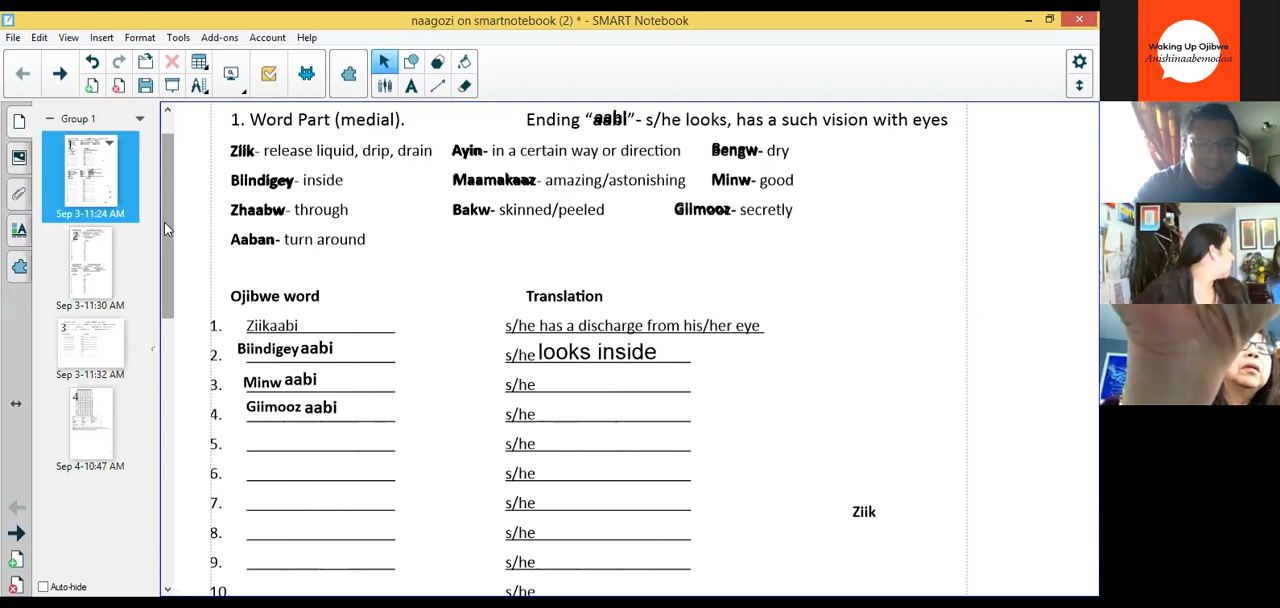 naagozi on smartnotebook (2) * - SMART Notebook
File Edit View Insert Format Tools Add-ons Account Help
Waking Up Ojibwe
Anishinaabemodaa
Group 1
1
Sep 3-11:24 AM
2
Sep 3-11:30 AM
3
Sep 3-11:32 AM
4
Sep 4-10:47 AM
Auto-hide
1. Word Part (medial). Ending “aabi”- s/he looks, has a such vision with eyes
Ziik- release liquid, drip, drain Ayin- in a certain way or direction Bengw- dry
Biindigey- inside Maamakaaz- amazing/astonishing Minw- good
Zhaabw- through Bakw- skinned/peeled Giimooz- secretly
Aaban- turn around
Ojibwe word Translation
1. Ziikaabi s/he has a discharge from his/her eye
2. Biindigey aabi s/he looks inside
3. Minw aabi s/he
4. Giimooz aabi s/he
5. s/he
6. s/he
7. s/he
Ziik
8. s/he
9. s/he
10. s/he